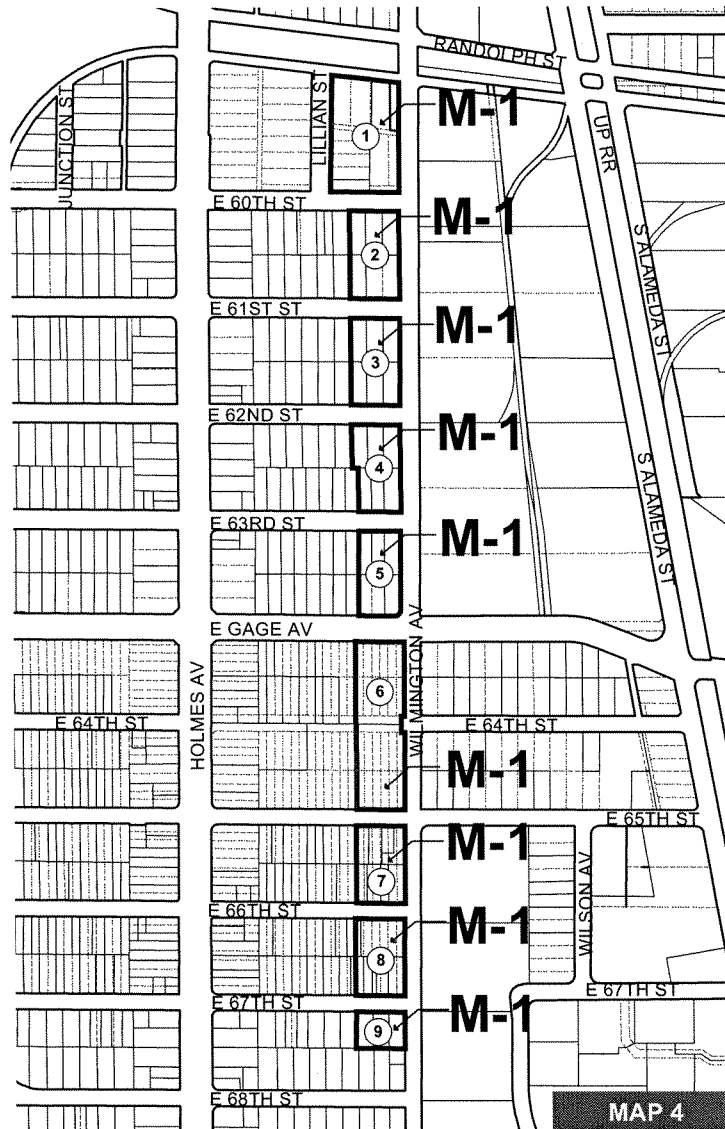 RANDOLPH ST
JUNCTION ST
LILLIAN ST
1
M-1
UP RR
E 60TH ST
M-1
2
S ALAMEDA ST
E 61ST ST
M-1
3
E 62ND ST
M-1
4
S ALAMEDA ST
E 63RD ST
M-1
5
E GAGE AV
WILMINGTON AV
HOLMES AV
6
E 64TH ST
E 64TH ST
M-1
E 65TH ST
M-1
7
WILSON AV
E 66TH ST
M-1
8
E 67TH ST
E 67TH ST
M-1
9
E 68TH ST
MAP 4